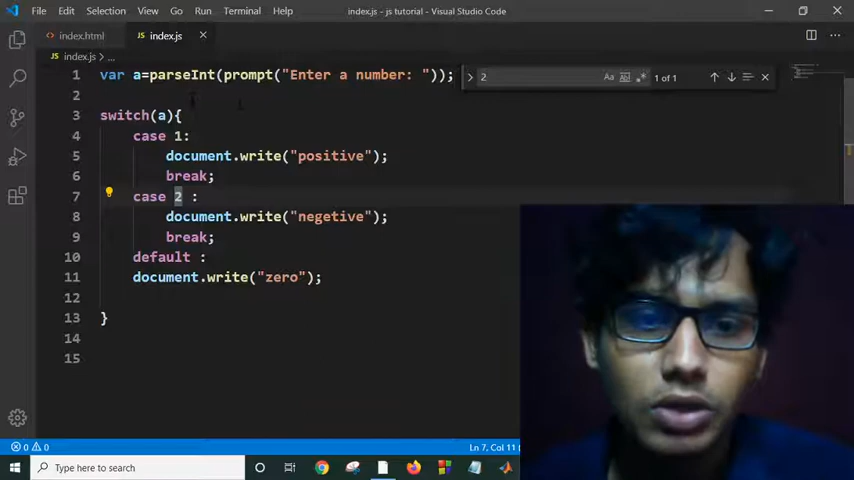 File Edit Selection View Go Run Terminal Help
index.js - js tutorial - Visual Studio Code
index.html
index.js
index.js > ...
2
Aa
1 of 1
1 var a=parseInt(prompt("Enter a number: "));
2
3 switch(a){
4 case 1:
5 document.write("positive");
6 break;
7 case 2 :
8 document.write("negetive");
9 break;
10 default :
11 document.write("zero");
12
13 }
14
15
0 0
Ln 7, Col 11
Type here to search